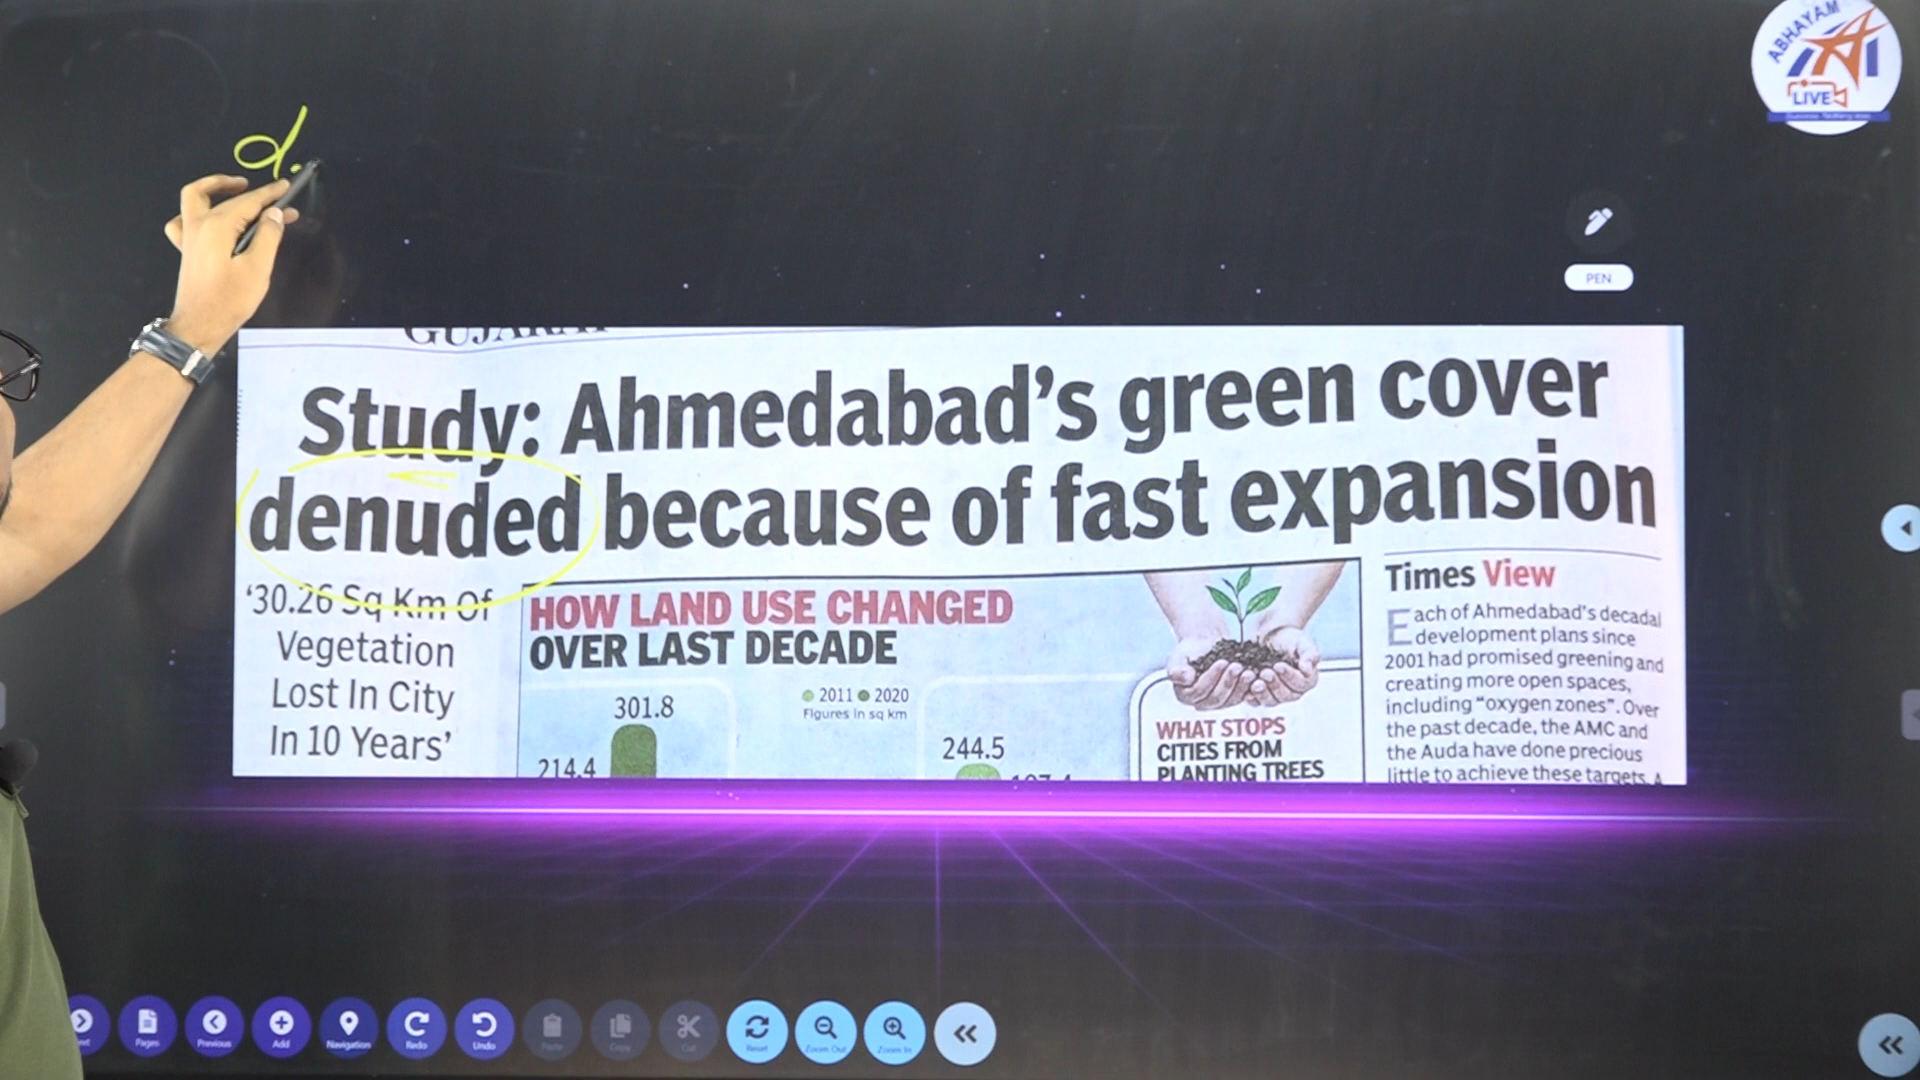 ABHAYAM
LIVE
d
PEN
GUJARAT
Study: Ahmedabad's green cover
denuded because of fast expansion
'30.26 Sq Km Of
Vegetation
Lost In City
In 10 Years'
HOW LAND USE CHANGED
OVER LAST DECADE
2011 2020
Figures in sq km
301.8
214.4
244.5
WHAT STOPS
CITIES FROM
PLANTING TREES
Times View
Each of Ahmedabad's decadal
development plans since
2001 had promised greening and
creating more open spaces,
including "oxygen zones". Over
the past decade, the AMC and
the Auda have done precious
little to achieve these targets. A
Pages
Previous
Add
Navigation
Redo
Undo
Paste
Copy
Cut
Reset
Zoom Out
Zoom In